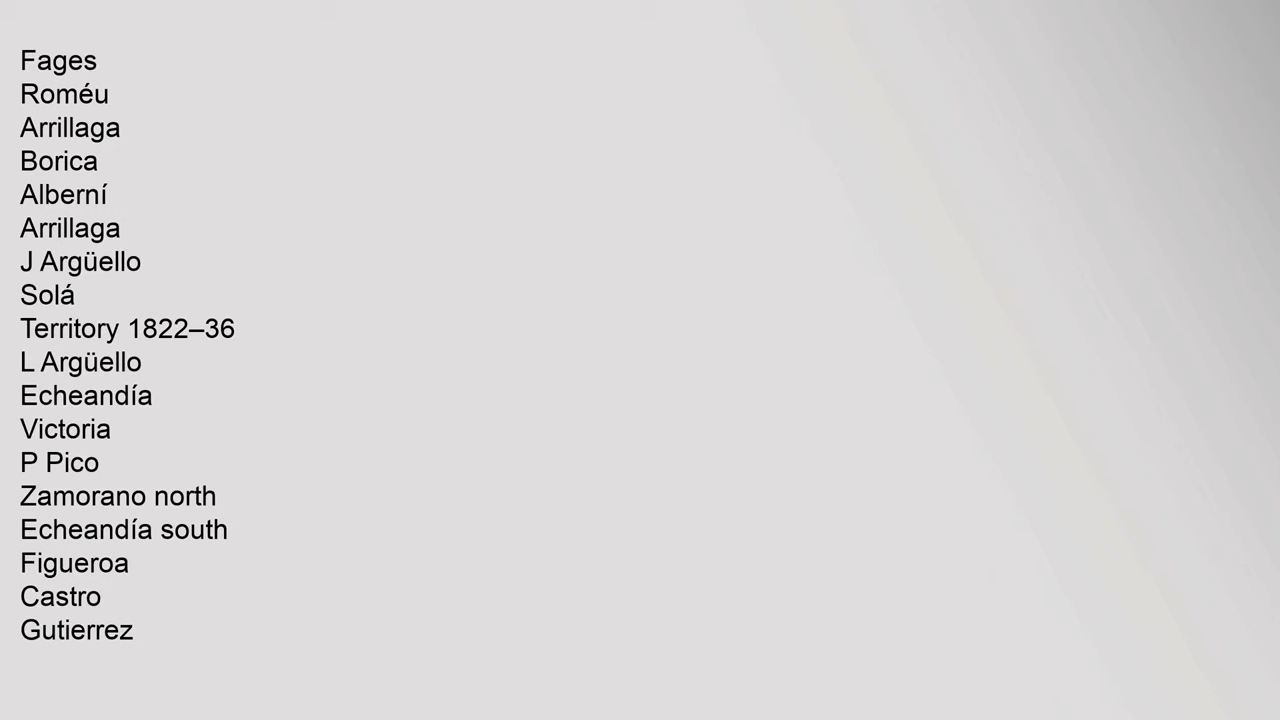 Fages
Roméu
Arrillaga
Borica
Alberní
Arrillaga
J Argüello
Solá
Territory 1822–36
L Argüello
Echeandía
Victoria
P Pico
Zamorano north
Echeandía south
Figueroa
Castro
Gutierrez